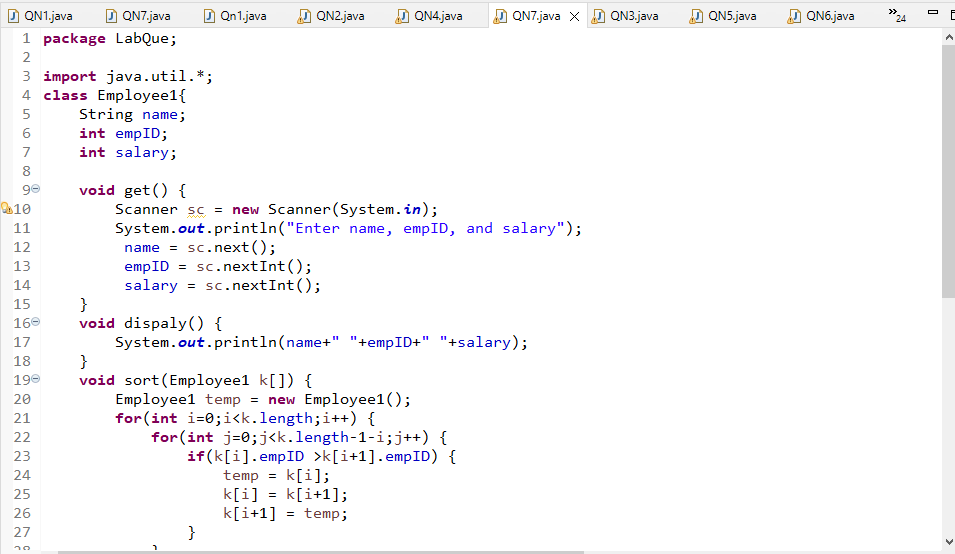 QN1.java QN7.java Qn1.java QN2.java QN4.java QN7.java QN3.java QN5.java QN6.java »24
1 package LabQue;
2
3 import java.util.*;
4 class Employee1{
5     String name;
6     int empID;
7     int salary;
8
9     void get() {
10         Scanner sc = new Scanner(System.in);
11         System.out.println("Enter name, empID, and salary");
12          name = sc.next();
13          empID = sc.nextInt();
14          salary = sc.nextInt();
15     }
16     void dispaly() {
17         System.out.println(name+" "+empID+" "+salary);
18     }
19     void sort(Employee1 k[]) {
20         Employee1 temp = new Employee1();
21         for(int i=0;i<k.length;i++) {
22             for(int j=0;j<k.length-1-i;j++) {
23                 if(k[i].empID >k[i+1].empID) {
24                     temp = k[i];
25                     k[i] = k[i+1];
26                     k[i+1] = temp;
27                 }
28             }